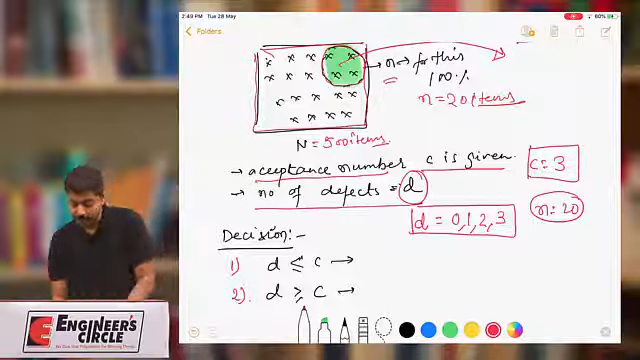 2:49 PM Tue 28 May
60%
Folders
n → for this
100%
n = 20 items
N = 500 items
→ acceptance number c is given.
c = 3
→ no of defects = d
n = 20
d = 0, 1, 2, 3
Decision:-
1) d ≤ c →
2). d ≥ c →
ENGINEER'S
CIRCLE